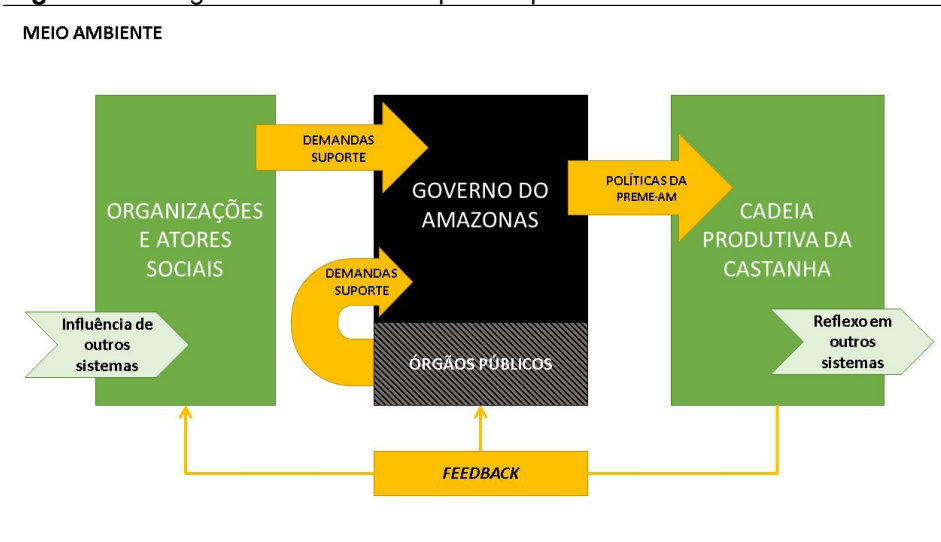 MEIO AMBIENTE
DEMANDAS
SUPORTE
ORGANIZAÇÕES
E ATORES
SOCIAIS
Influência de
outros
sistemas
GOVERNO DO
AMAZONAS
DEMANDAS
SUPORTE
ÓRGÃOS PÚBLICOS
POLÍTICAS DA
PREME-AM
CADEIA
PRODUTIVA DA
CASTANHA
Reflexo em
outros
sistemas
FEEDBACK